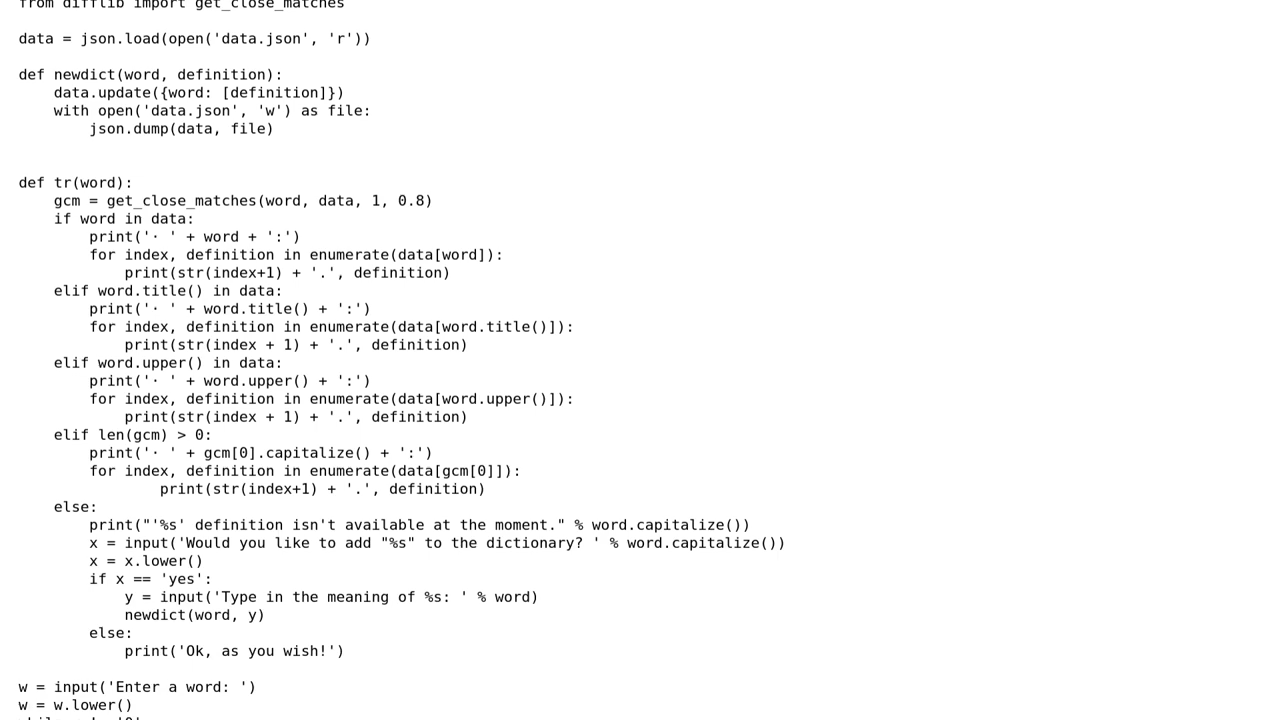 from difflib import get_close_matches
data = json.load(open('data.json', 'r'))
def newdict(word, definition):
    data.update({word: [definition]})
    with open('data.json', 'w') as file:
        json.dump(data, file)
def tr(word):
    gcm = get_close_matches(word, data, 1, 0.8)
    if word in data:
        print('· ' + word + ':')
        for index, definition in enumerate(data[word]):
            print(str(index+1) + '.', definition)
    elif word.title() in data:
        print('· ' + word.title() + ':')
        for index, definition in enumerate(data[word.title()]):
            print(str(index + 1) + '.', definition)
    elif word.upper() in data:
        print('· ' + word.upper() + ':')
        for index, definition in enumerate(data[word.upper()]):
            print(str(index + 1) + '.', definition)
    elif len(gcm) > 0:
        print('· ' + gcm[0].capitalize() + ':')
        for index, definition in enumerate(data[gcm[0]]):
                print(str(index+1) + '.', definition)
    else:
        print("'%s' definition isn't available at the moment." % word.capitalize())
        x = input('Would you like to add "%s" to the dictionary? ' % word.capitalize())
        x = x.lower()
        if x == 'yes':
            y = input('Type in the meaning of %s: ' % word)
            newdict(word, y)
        else:
            print('Ok, as you wish!')
w = input('Enter a word: ')
w = w.lower()